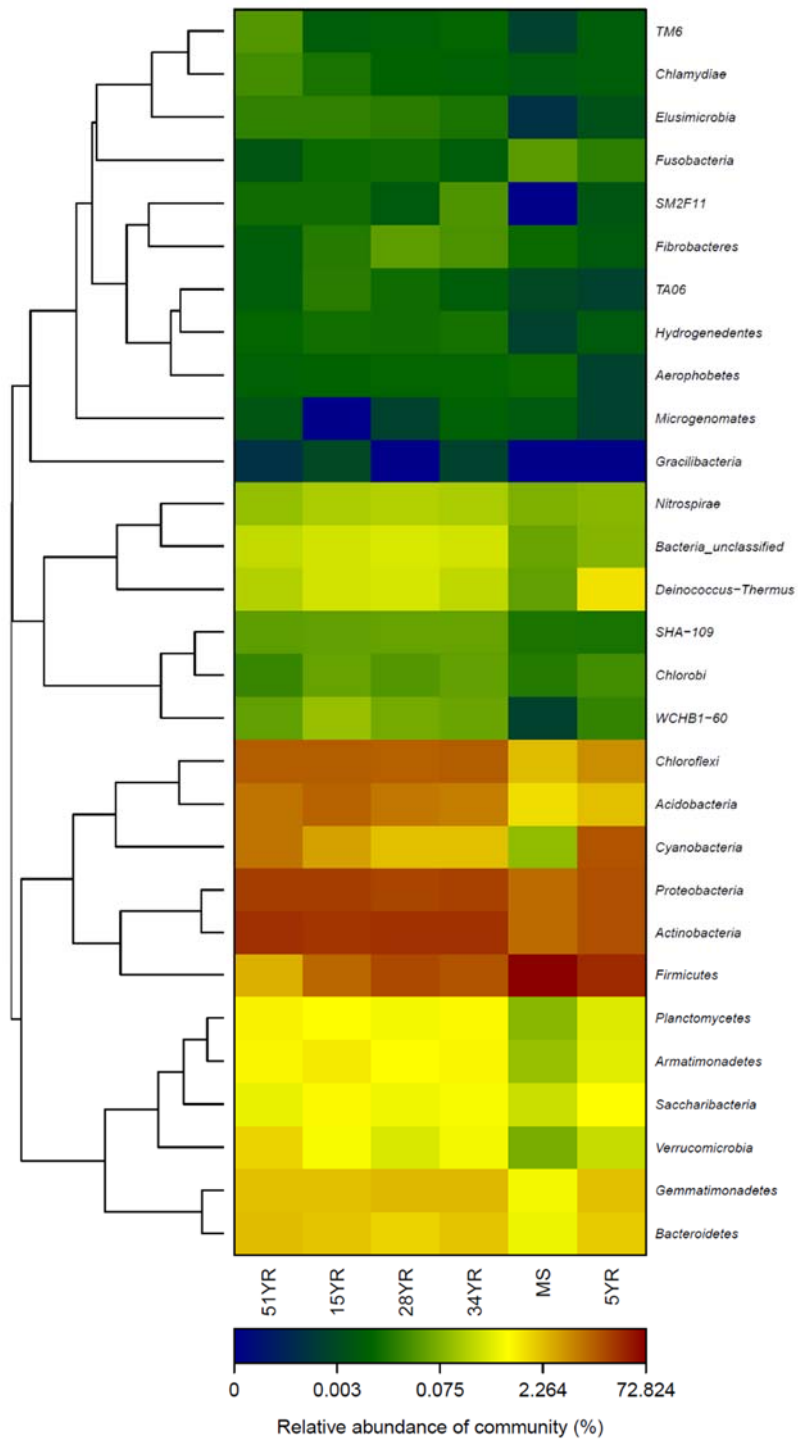 TM6
Chlamydiae
Elusimicrobia
Fusobacteria
SM2F11
Fibrobacteres
TA06
Hydrogenedentes
Aerophobetes
Microgenomates
Gracilibacteria
Nitrospirae
Bacteria_unclassified
Deinococcus−Thermus
SHA−109
Chlorobi
WCHB1−60
Chloroflexi
Acidobacteria
Cyanobacteria
Proteobacteria
Actinobacteria
Firmicutes
Planctomycetes
Armatimonadetes
Saccharibacteria
Verrucomicrobia
Gemmatimonadetes
Bacteroidetes
51YR 15YR 28YR 34YR MS 5YR
0 0.003 0.075 2.264 72.824
Relative abundance of community (%)